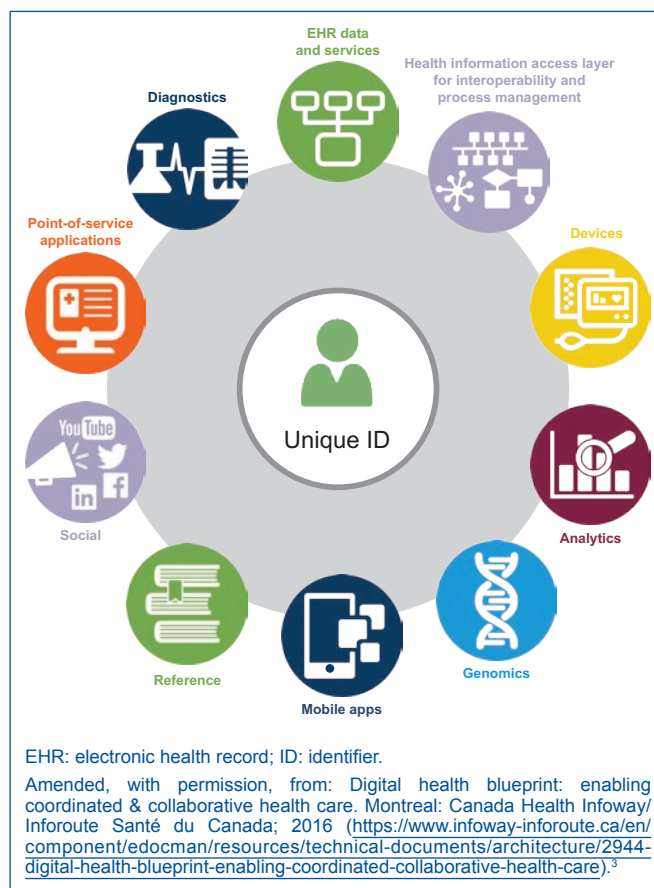 EHR data
and services
Health information access layer
for interoperability and
process management
Diagnostics
Point-of-service
applications
Devices
YouTube
in
f
Unique ID
Social
Analytics
Reference
Genomics
Mobile apps
EHR: electronic health record; ID: identifier.
Amended, with permission, from: Digital health blueprint: enabling
coordinated & collaborative health care. Montreal: Canada Health Infoway/
Inforoute Santé du Canada; 2016 (https://www.infoway-inforoute.ca/en/
component/edocman/resources/technical-documents/architecture/2944-
digital-health-blueprint-enabling-coordinated-collaborative-health-care).³